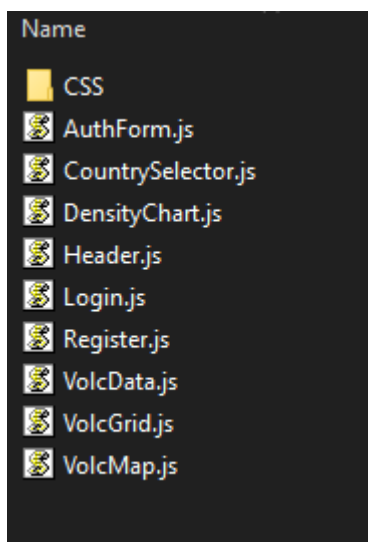 Name
CSS
AuthForm.js
CountrySelector.js
DensityChart.js
Header.js
Login.js
Register.js
VolcData.js
VolcGrid.js
VolcMap.js